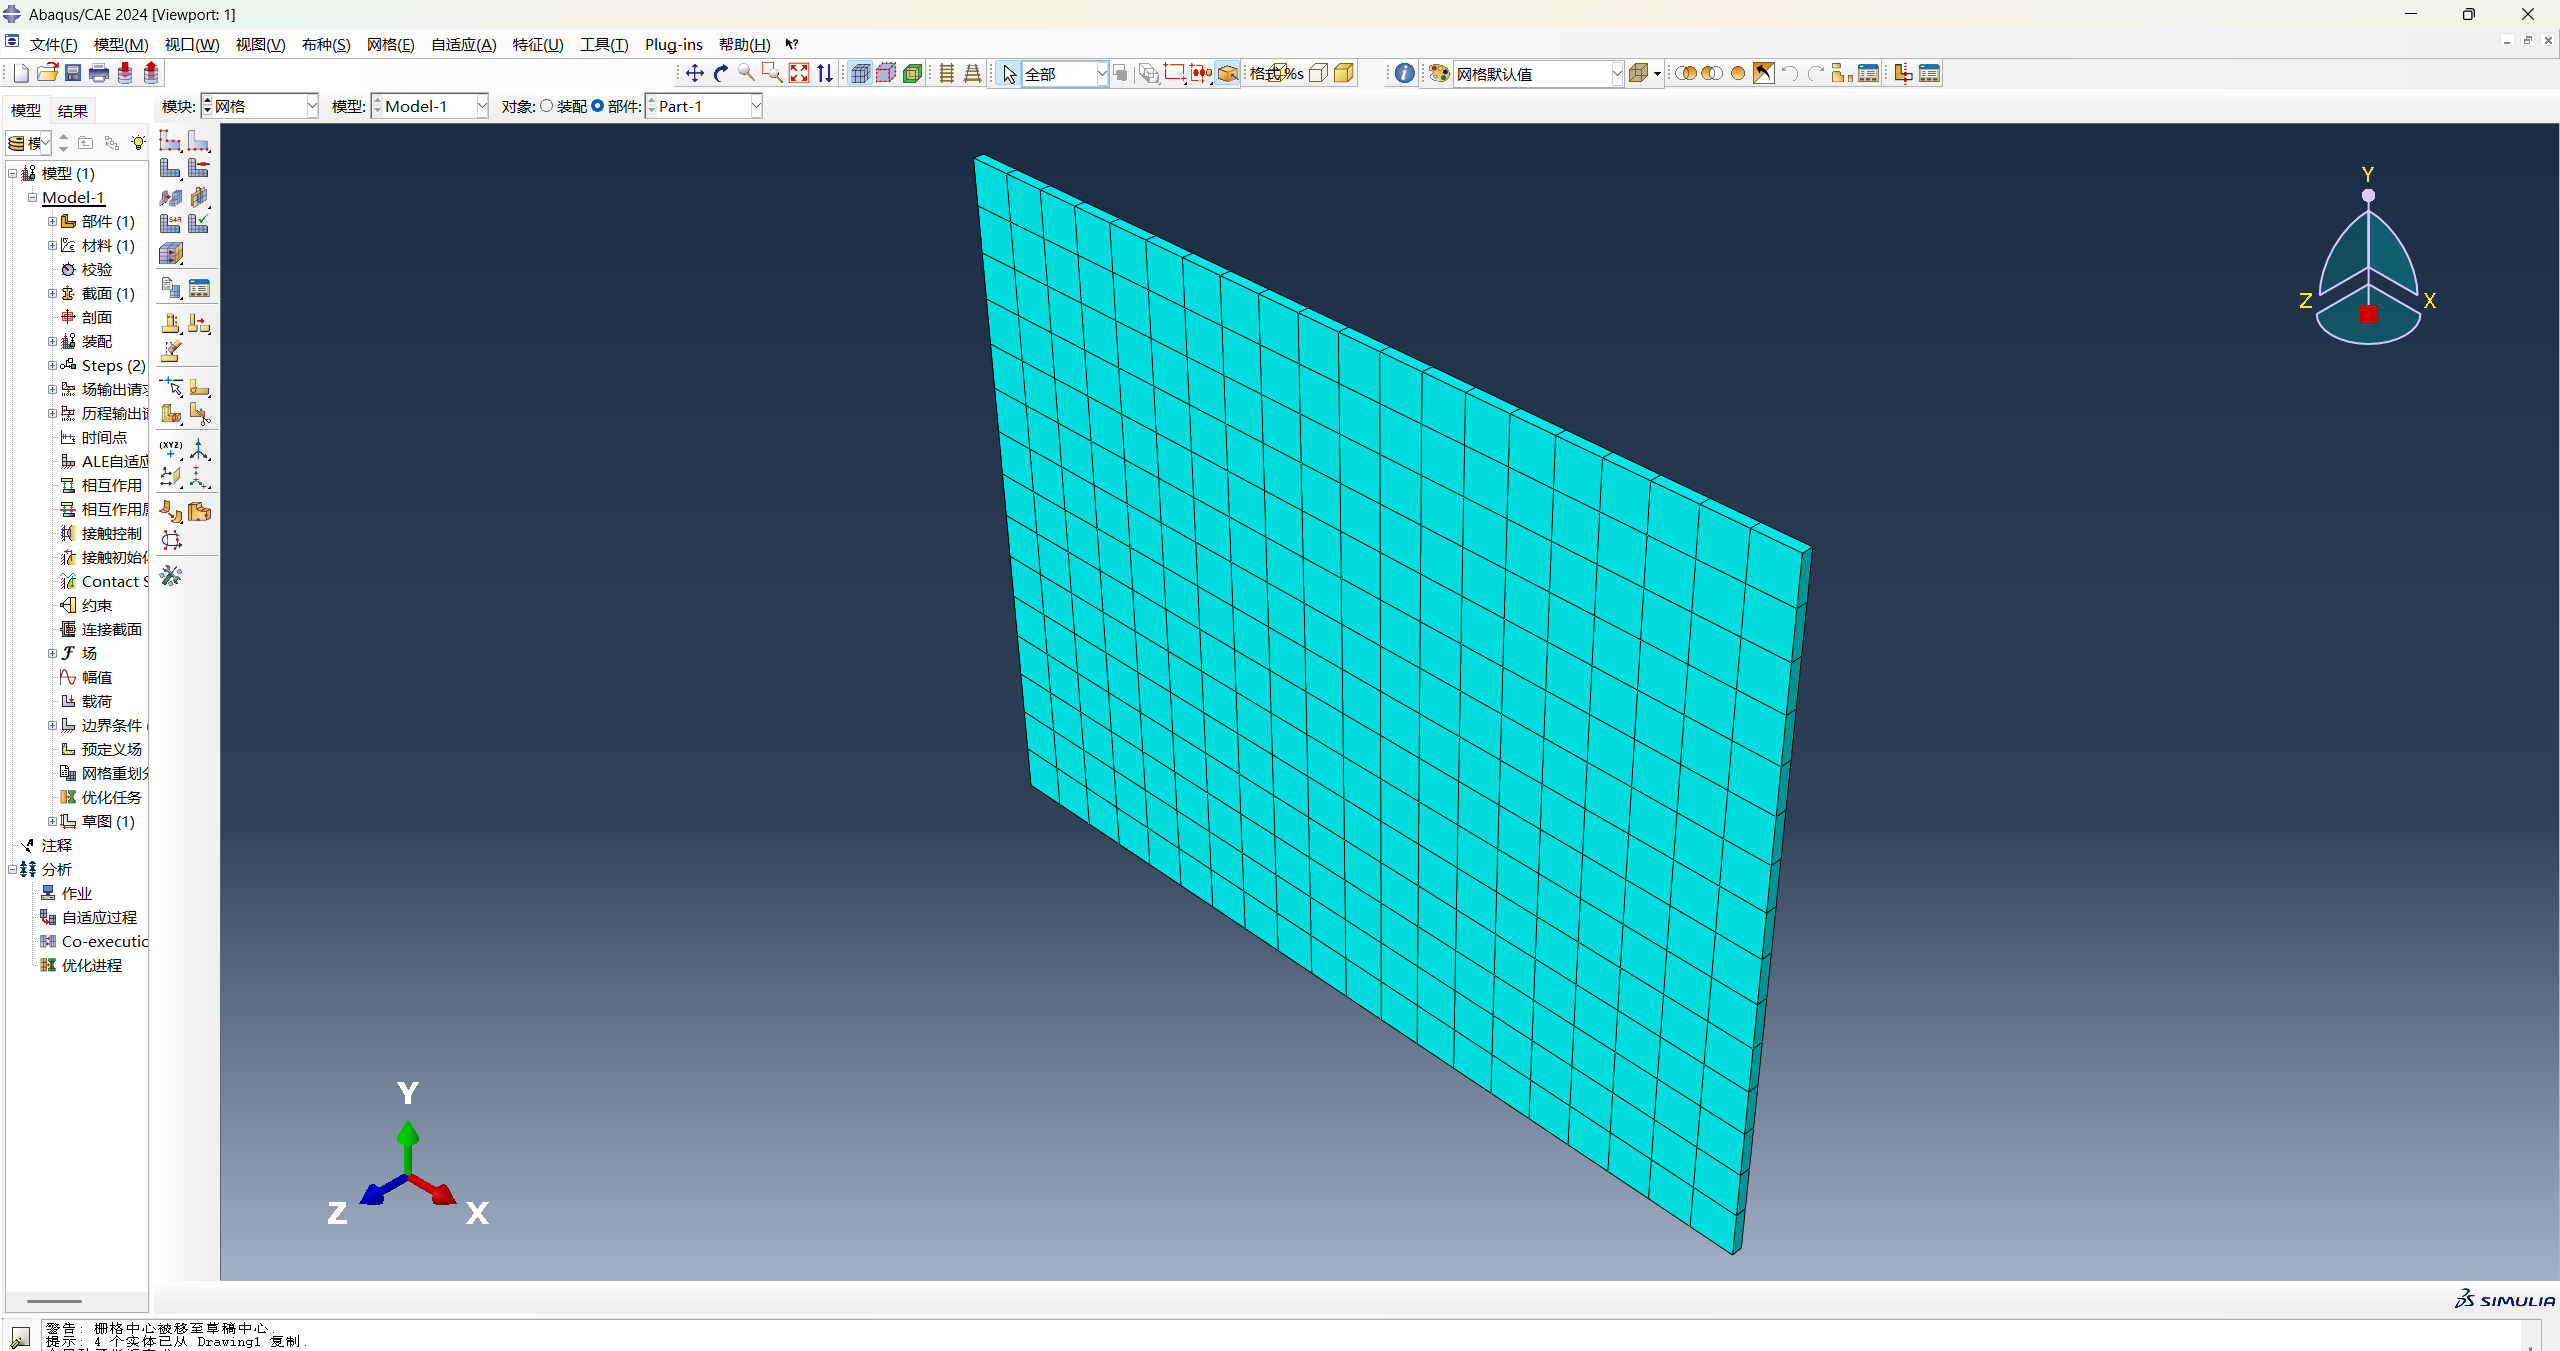 Abaqus/CAE 2024 [Viewport: 1]
文件(F) 模型(M) 视口(W) 视图(V) 布种(S) 网格(E) 自适应(A) 特征(U) 工具(T) Plug-ins 帮助(H)
全部 格式%s 网格默认值
模型 结果 模块: 网格 模型: Model-1 对象: 装配 部件: Part-1
模
模型 (1)
Model-1
部件 (1)
材料 (1)
校验
截面 (1)
剖面
装配
Steps (2)
场输出请求
历程输出请
时间点
ALE自适应
相互作用
相互作用属
接触控制
接触初始化
Contact S
约束
连接截面
场
幅值
载荷
边界条件 (
预定义场
网格重划分
优化任务
草图 (1)
注释
分析
作业
自适应过程
Co-executio
优化进程
S4R
(XYZ)
Y
Z
X
Y
Z
X
SIMULIA
警告: 栅格中心被移至草稿中心.
提示: 4 个实体已从 Drawing1 复制.